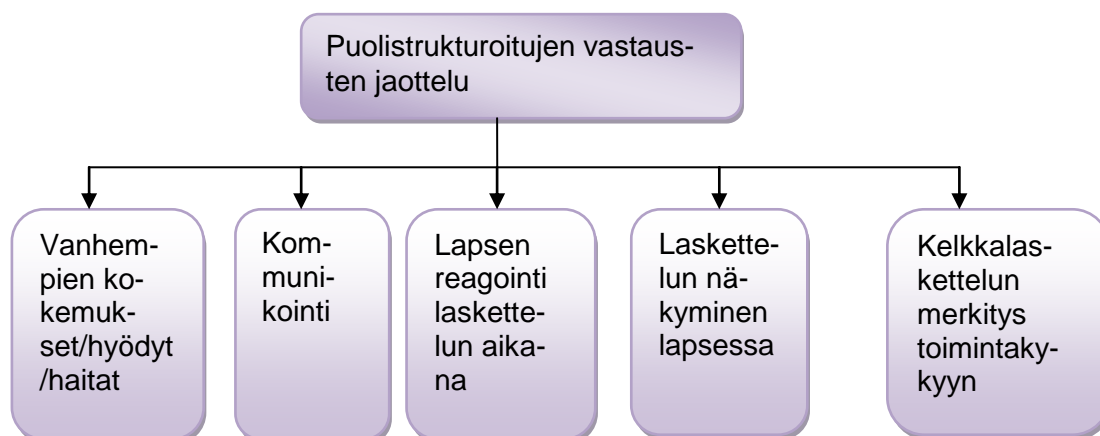 Puolistrukturoitujen vastaus-
ten jaottelu
Vanhem-
pien ko-
kemuk-
set/hyödyt
/haitat
Kom-
muni-
kointi
Lapsen
reagointi
laskette-
lun aika-
na
Laskette-
lun nä-
kyminen
lapsessa
Kelkkalas-
kettelun
merkitys
toimintaky-
kyyn